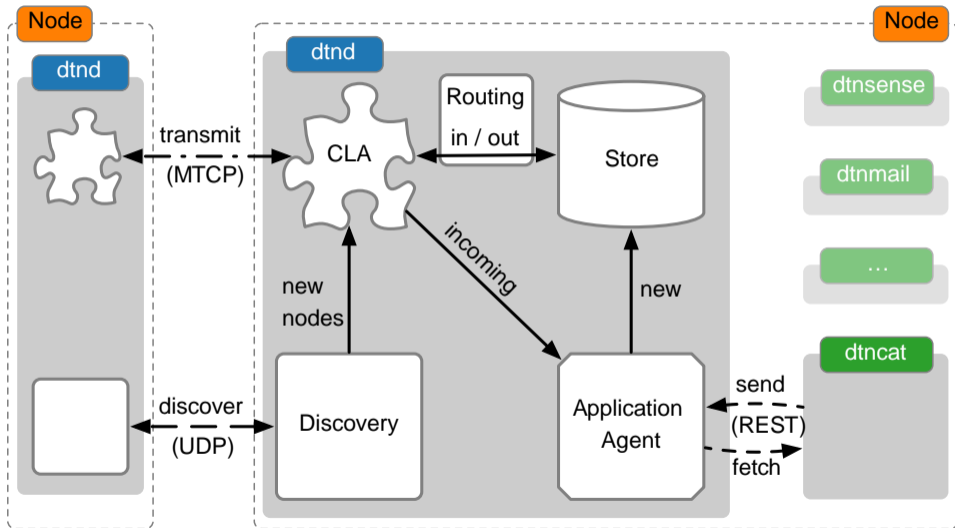 Node
Node
dtnd
dtnd
dtnsense
Routing
in / out
transmit
(MTCP)
CLA
Store
dtnmail
incoming
…
new
nodes
new
dtncat
send
(REST)
fetch
discover
(UDP)
Discovery
Application
Agent